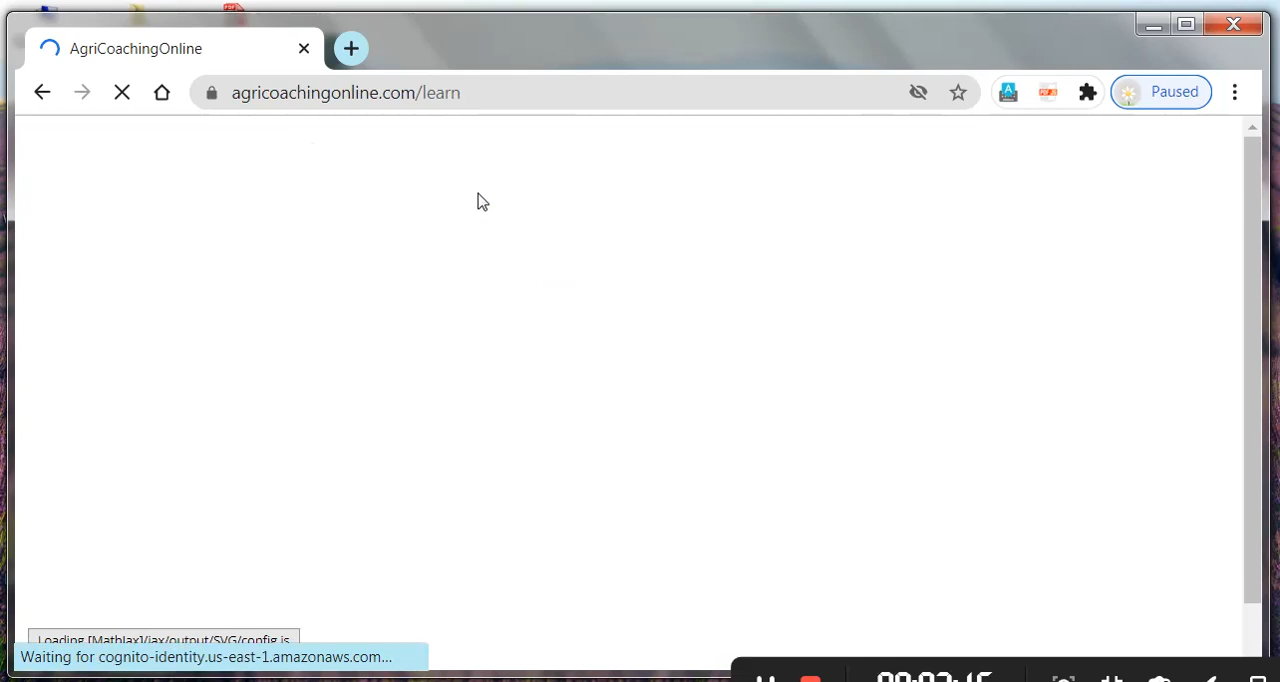 AgriCoachingOnline
agricoachingonline.com/learn
Paused
Loading [MathJax]/jax/output/SVG/config.js
Waiting for cognito-identity.us-east-1.amazonaws.com...